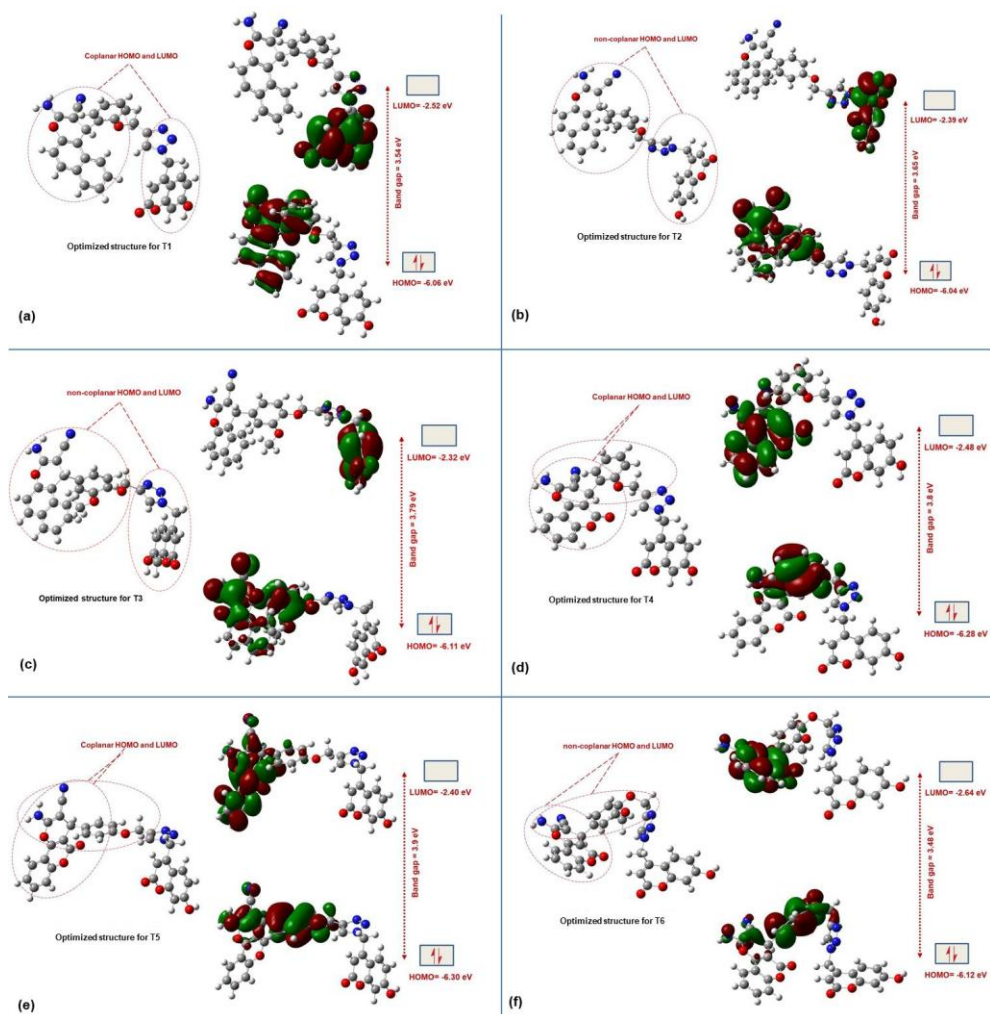 Coplanar HOMO and LUMO
LUMO= -2.52 eV
Band gap = 3.54 eV
Optimized structure for T1
HOMO= -6.06 eV
(a)
non-coplanar HOMO and LUMO
LUMO= -2.39 eV
Band gap = 3.65 eV
Optimized structure for T2
HOMO= -6.04 eV
(b)
non-coplanar HOMO and LUMO
LUMO= -2.32 eV
Band gap = 3.79 eV
Optimized structure for T3
HOMO= -6.11 eV
(c)
Coplanar HOMO and LUMO
LUMO= -2.48 eV
Band gap = 3.8 eV
Optimized structure for T4
HOMO= -6.28 eV
(d)
Coplanar HOMO and LUMO
LUMO= -2.40 eV
Band gap = 3.9 eV
Optimized structure for T5
HOMO= -6.30 eV
(e)
non-coplanar HOMO and LUMO
LUMO= -2.64 eV
Band gap = 3.48 eV
Optimized structure for T6
HOMO= -6.12 eV
(f)